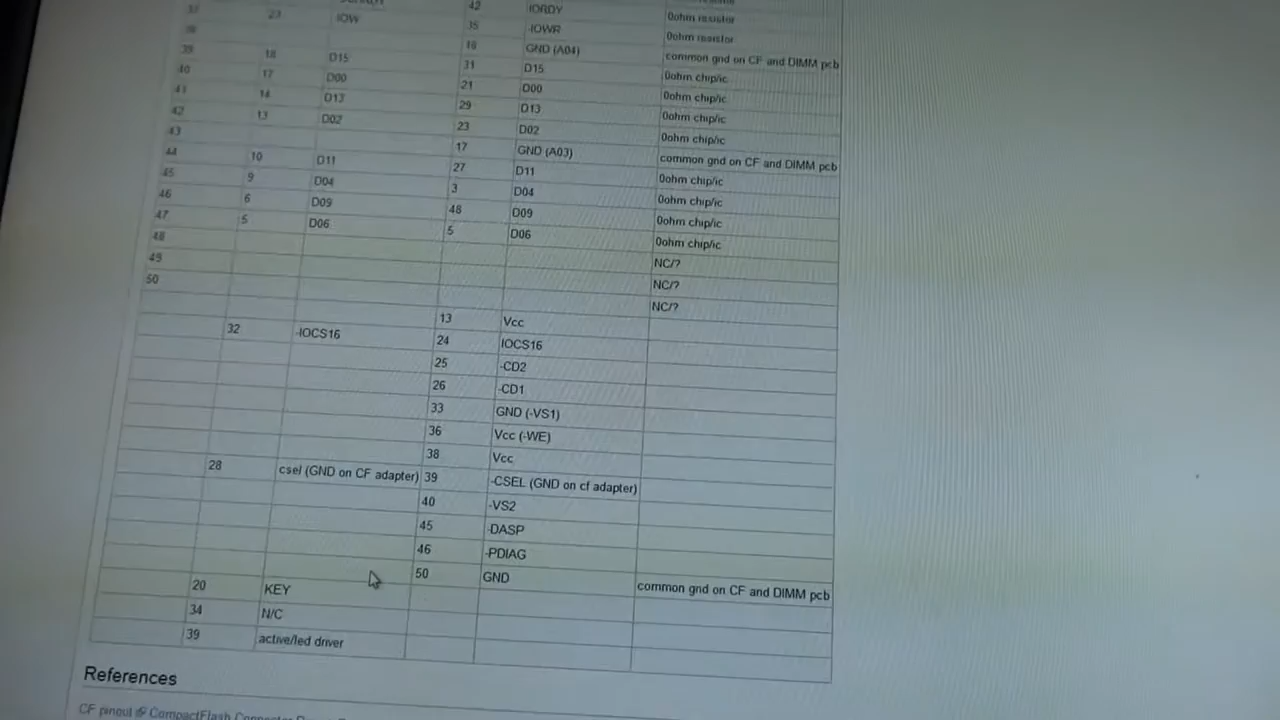 42 IORDY 0ohm resistor
37 23 IOW 35 -IOWR 0ohm resistor
38 16 GND (A04) common gnd on CF and DIMM pcb
39 18 D15 31 D15 0ohm chip/ic
40 17 D00 21 D00 0ohm chip/ic
41 14 D13 29 D13 0ohm chip/ic
42 13 D02 23 D02 0ohm chip/ic
43 17 GND (A03) common gnd on CF and DIMM pcb
44 10 D11 27 D11 0ohm chip/ic
45 9 D04 3 D04 0ohm chip/ic
46 6 D09 48 D09 0ohm chip/ic
47 5 D06 5 D06 0ohm chip/ic
48 NC/?
49 NC/?
50 NC/?
13 Vcc
32 -IOCS16 24 IOCS16
25 -CD2
26 -CD1
33 GND (-VS1)
36 Vcc (-WE)
38 Vcc
28 csel (GND on CF adapter) 39 -CSEL (GND on cf adapter)
40 -VS2
45 -DASP
46 -PDIAG
50 GND common gnd on CF and DIMM pcb
20 KEY
34 N/C
39 active/led driver
References
CF pinout CompactFlash